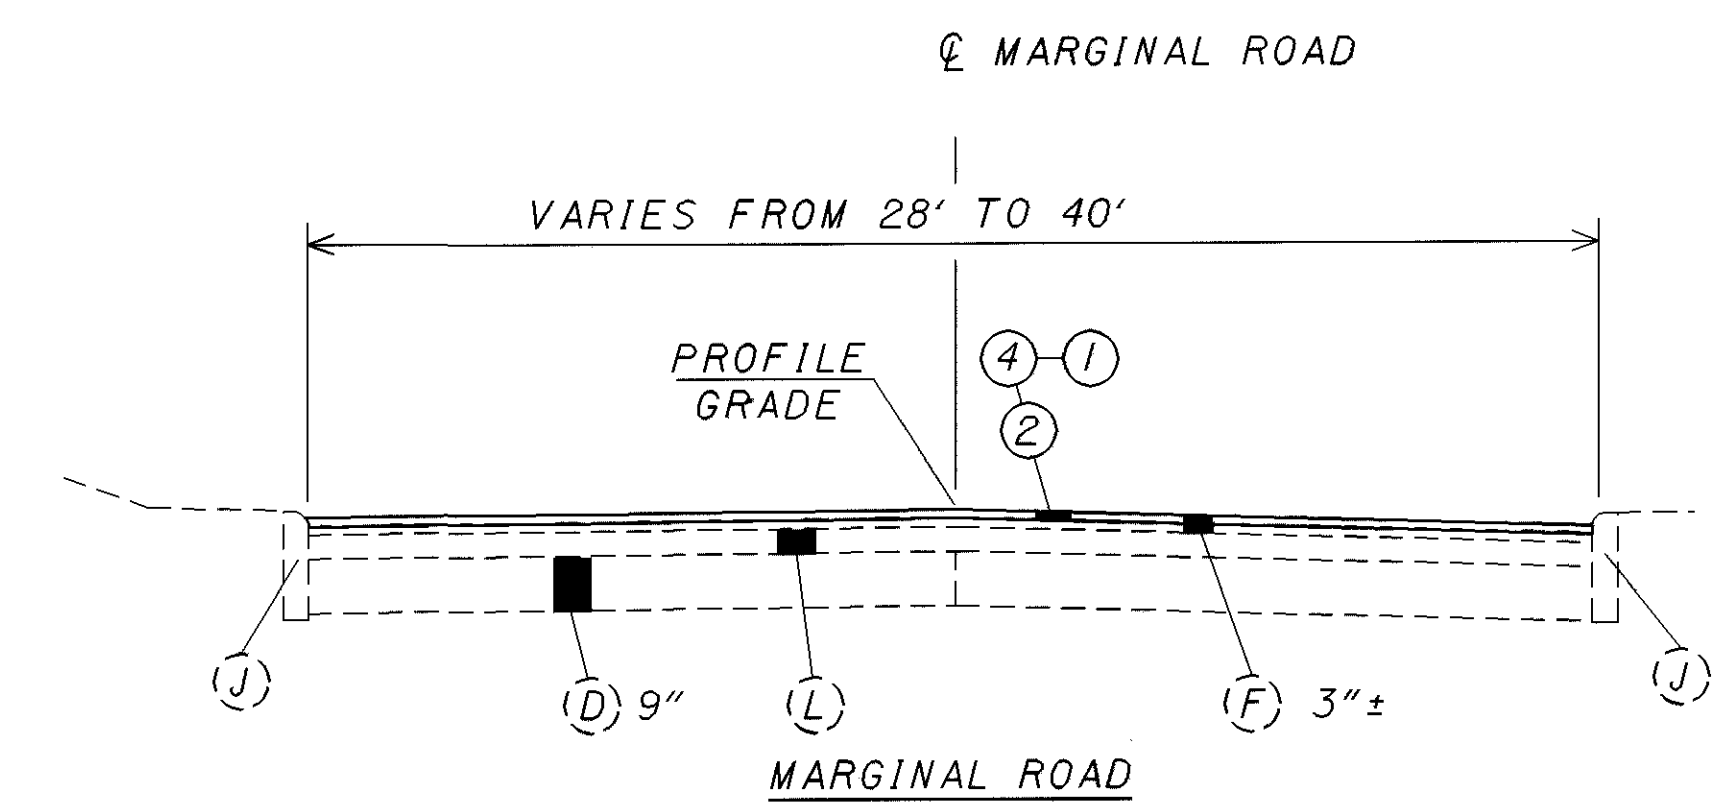 ℄ MARGINAL ROAD
VARIES FROM 28' TO 40'
PROFILE
GRADE
4 1
2
J
D 9"
L
F 3"±
J
MARGINAL ROAD